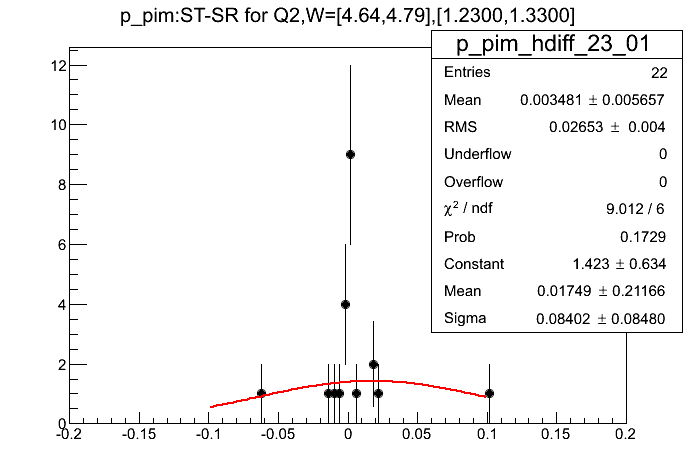 p_pim:ST-SR for Q2,W=[4.64,4.79],[1.2300,1.3300]
p_pim_hdiff_23_01
Entries 22
Mean 0.003481 ± 0.005657
RMS 0.02653 ± 0.004
Underflow 0
Overflow 0
χ² / ndf 9.012 / 6
Prob 0.1729
Constant 1.423 ± 0.634
Mean 0.01749 ± 0.21166
Sigma 0.08402 ± 0.08480
12
10
8
6
4
2
0
-0.2 -0.15 -0.1 -0.05 0 0.05 0.1 0.15 0.2